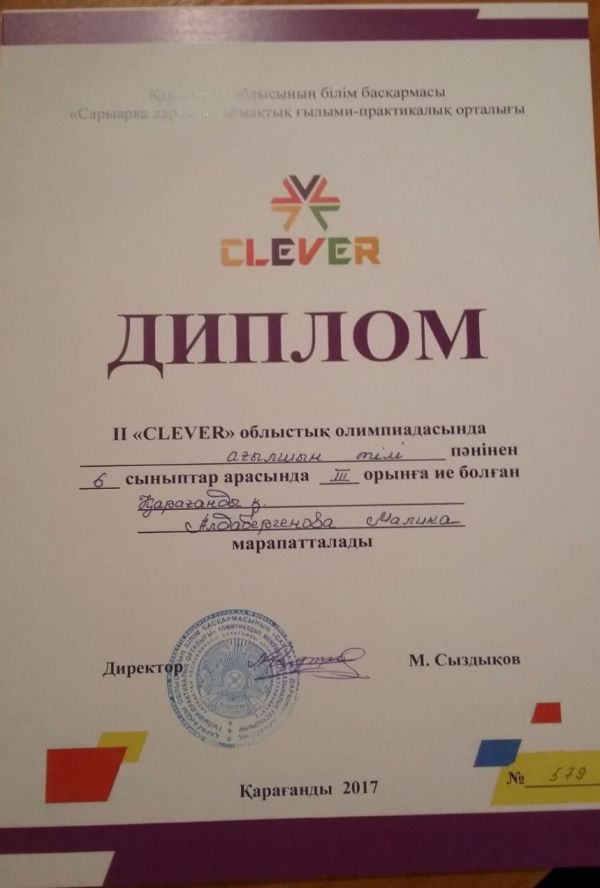 облысының білім басқармасы
«Сарыарқа аймақтық ғылыми-практикалық орталығы
CLEVER
ДИПЛОМ
II «CLEVER» облыстық олимпиадасында
ағылшын тілі пәнінен
6 сыныптар арасында III орынға ие болған
Қарағанды қ.
Алдабергенова Малика
марапатталады
Директор М. Сыздықов
Қарағанды 2017
№ 579